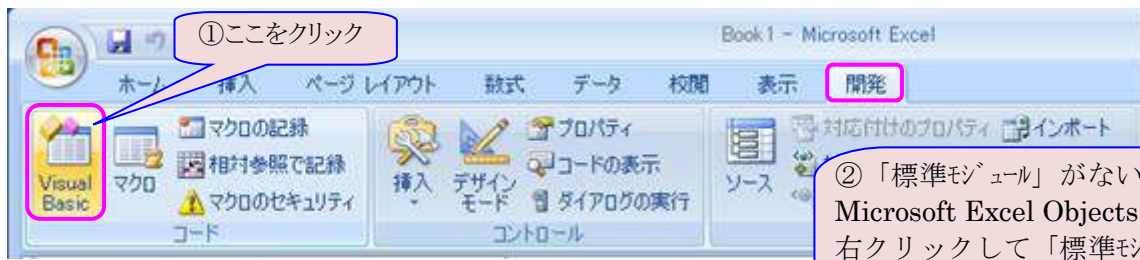 ①ここをクリック
Book1 - Microsoft Excel
ホーム 挿入 ページ レイアウト 数式 データ 校閲 表示 開発
Visual Basic
マクロ
マクロの記録
相対参照で記録
マクロのセキュリティ
コード
挿入
デザイン モード
プロパティ
コードの表示
ダイアログの実行
コントロール
ソース
対応付けのプロパティ
インポート
②「標準ﾓｼﾞｭｰﾙ」がない
Microsoft Excel Objects
右クリックして「標準ﾓｼﾞ